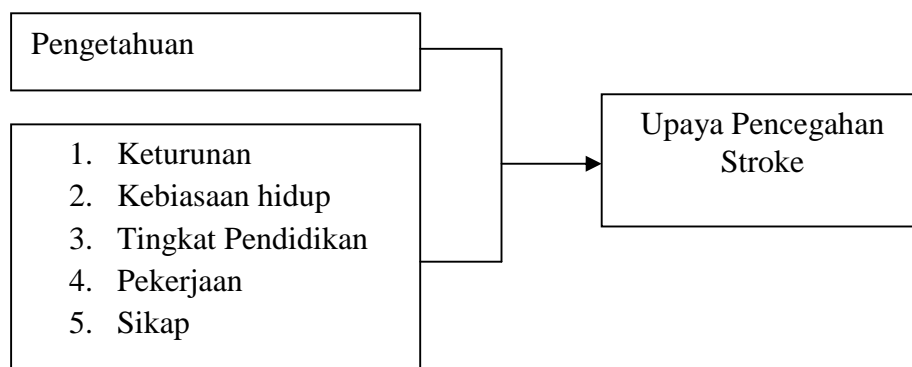 Pengetahuan
1. Keturunan
2. Kebiasaan hidup
3. Tingkat Pendidikan
4. Pekerjaan
5. Sikap
Upaya Pencegahan
Stroke